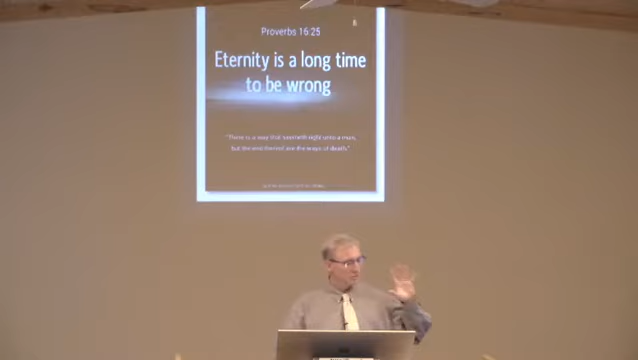 Proverbs 16:25
Eternity is a long time
to be wrong
"There is a way that seemeth right unto a man,
but the end thereof are the ways of death."